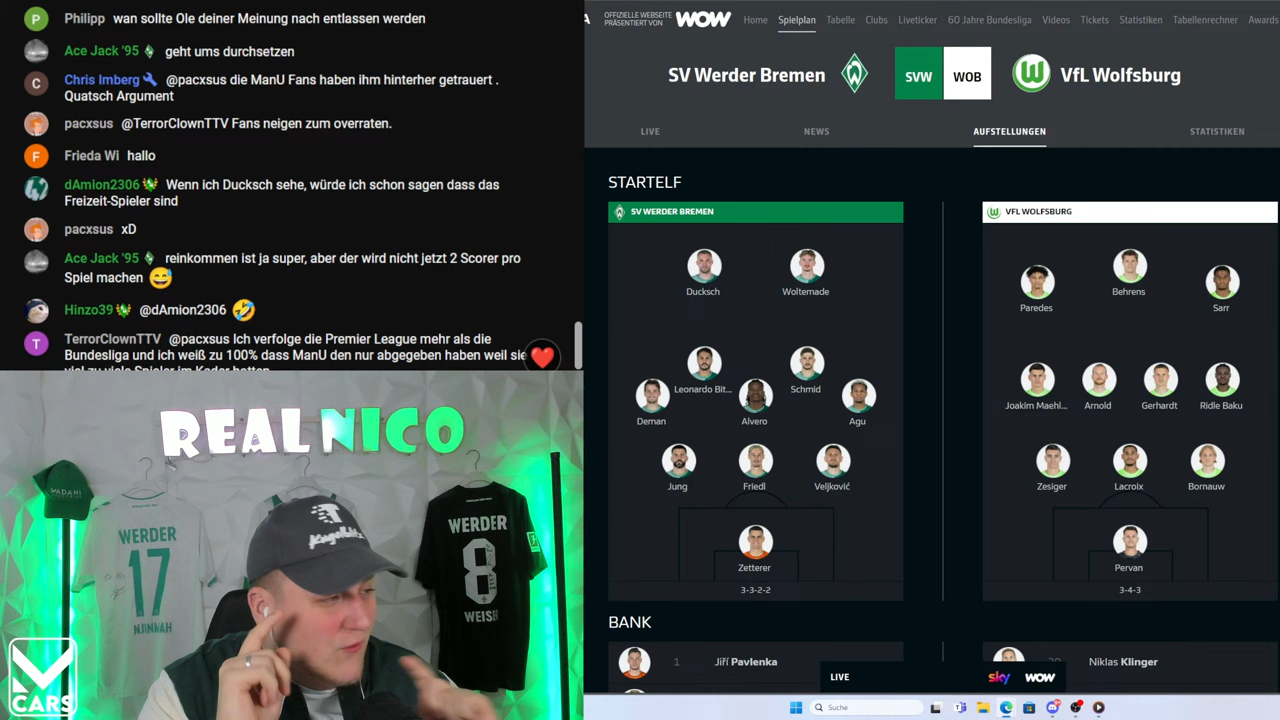 Philipp wan sollte Ole deiner Meinung nach entlassen werden
Ace Jack '95 geht ums durchsetzen
Chris Imberg @pacxsus die ManU Fans haben ihm hinterher getrauert .
Quatsch Argument
pacxsus @TerrorClownTTV Fans neigen zum overraten.
Frieda Wi hallo
dAmion2306 Wenn ich Ducksch sehe, würde ich schon sagen dass das
Freizeit-Spieler sind
pacxsus xD
Ace Jack '95 reinkommen ist ja super, aber der wird nicht jetzt 2 Scorer pro
Spiel machen
Hinzo39 @dAmion2306
TerrorClownTTV @pacxsus Ich verfolge die Premier League mehr als die
Bundesliga und ich weiß zu 100% dass ManU den nur abgegeben haben weil sie
viel zu viele Spieler im Kader hatten
REAL NICO
WERDER
17
NJINMAH
WERDER
8
WEISER
CARS
OFFIZIELLE WEBSEITE
PRÄSENTIERT VON
WOW
Home Spielplan Tabelle Clubs Liveticker 60 Jahre Bundesliga Videos Tickets Statistiken Tabellenrechner Awards
SV Werder Bremen SVW WOB VfL Wolfsburg
LIVE NEWS AUFSTELLUNGEN STATISTIKEN
STARTELF
SV WERDER BREMEN
Ducksch Woltemade
Leonardo Bit... Schmid
Deman Alvero Agu
Jung Friedl Veljković
Zetterer
3-3-2-2
VFL WOLFSBURG
Paredes Behrens Sarr
Joakim Maehl... Arnold Gerhardt Ridle Baku
Zesiger Lacroix Bornauw
Pervan
3-4-3
BANK
1 Jiří Pavlenka
Niklas Klinger
LIVE sky WOW
Suche